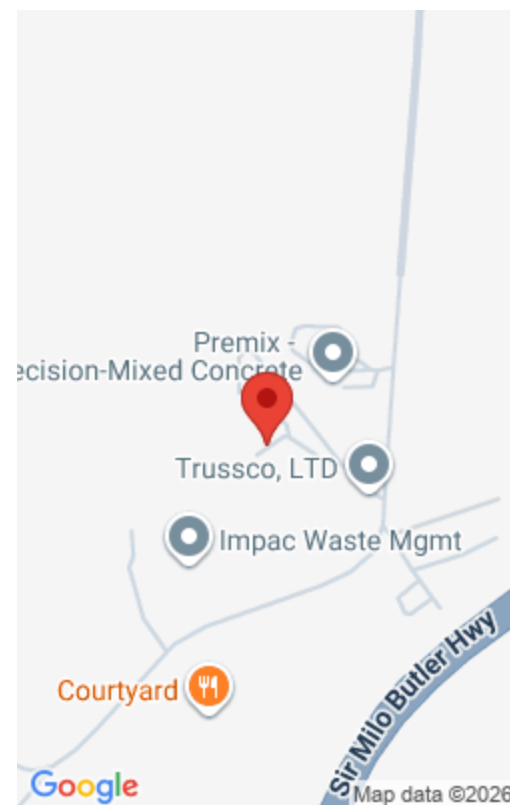 Premix -
ecision-Mixed Concrete
Trussco, LTD
Impac Waste Mgmt
Sir Milo Butler Hwy
Courtyard
Google
Map data ©2026